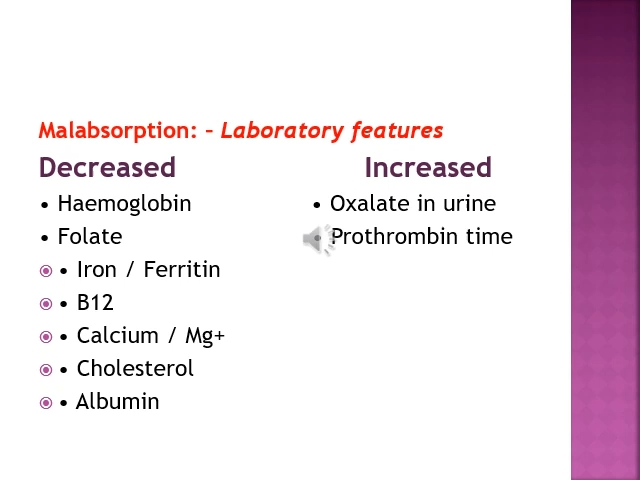 Malabsorption: – Laboratory features
Decreased Increased
• Haemoglobin • Oxalate in urine
• Folate • Prothrombin time
• Iron / Ferritin
• B12
• Calcium / Mg+
• Cholesterol
• Albumin